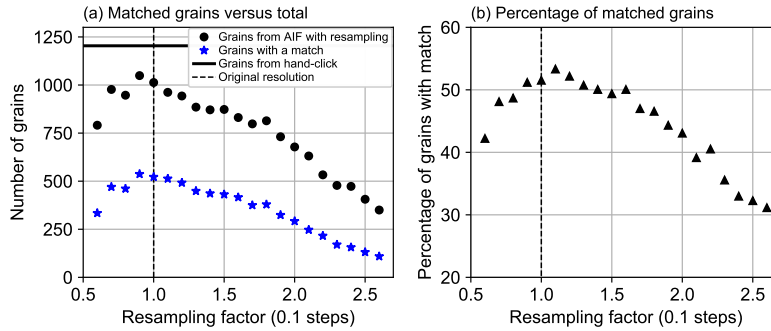 (a) Matched grains versus total
Number of grains
1250
1000
750
500
250
0
Grains from AIF with resampling
Grains with a match
Grains from hand-click
Original resolution
0.5
1.0
1.5
2.0
2.5
Resampling factor (0.1 steps)
(b) Percentage of matched grains
Percentage of grains with match
60
50
40
30
20
0.5
1.0
1.5
2.0
2.5
Resampling factor (0.1 steps)